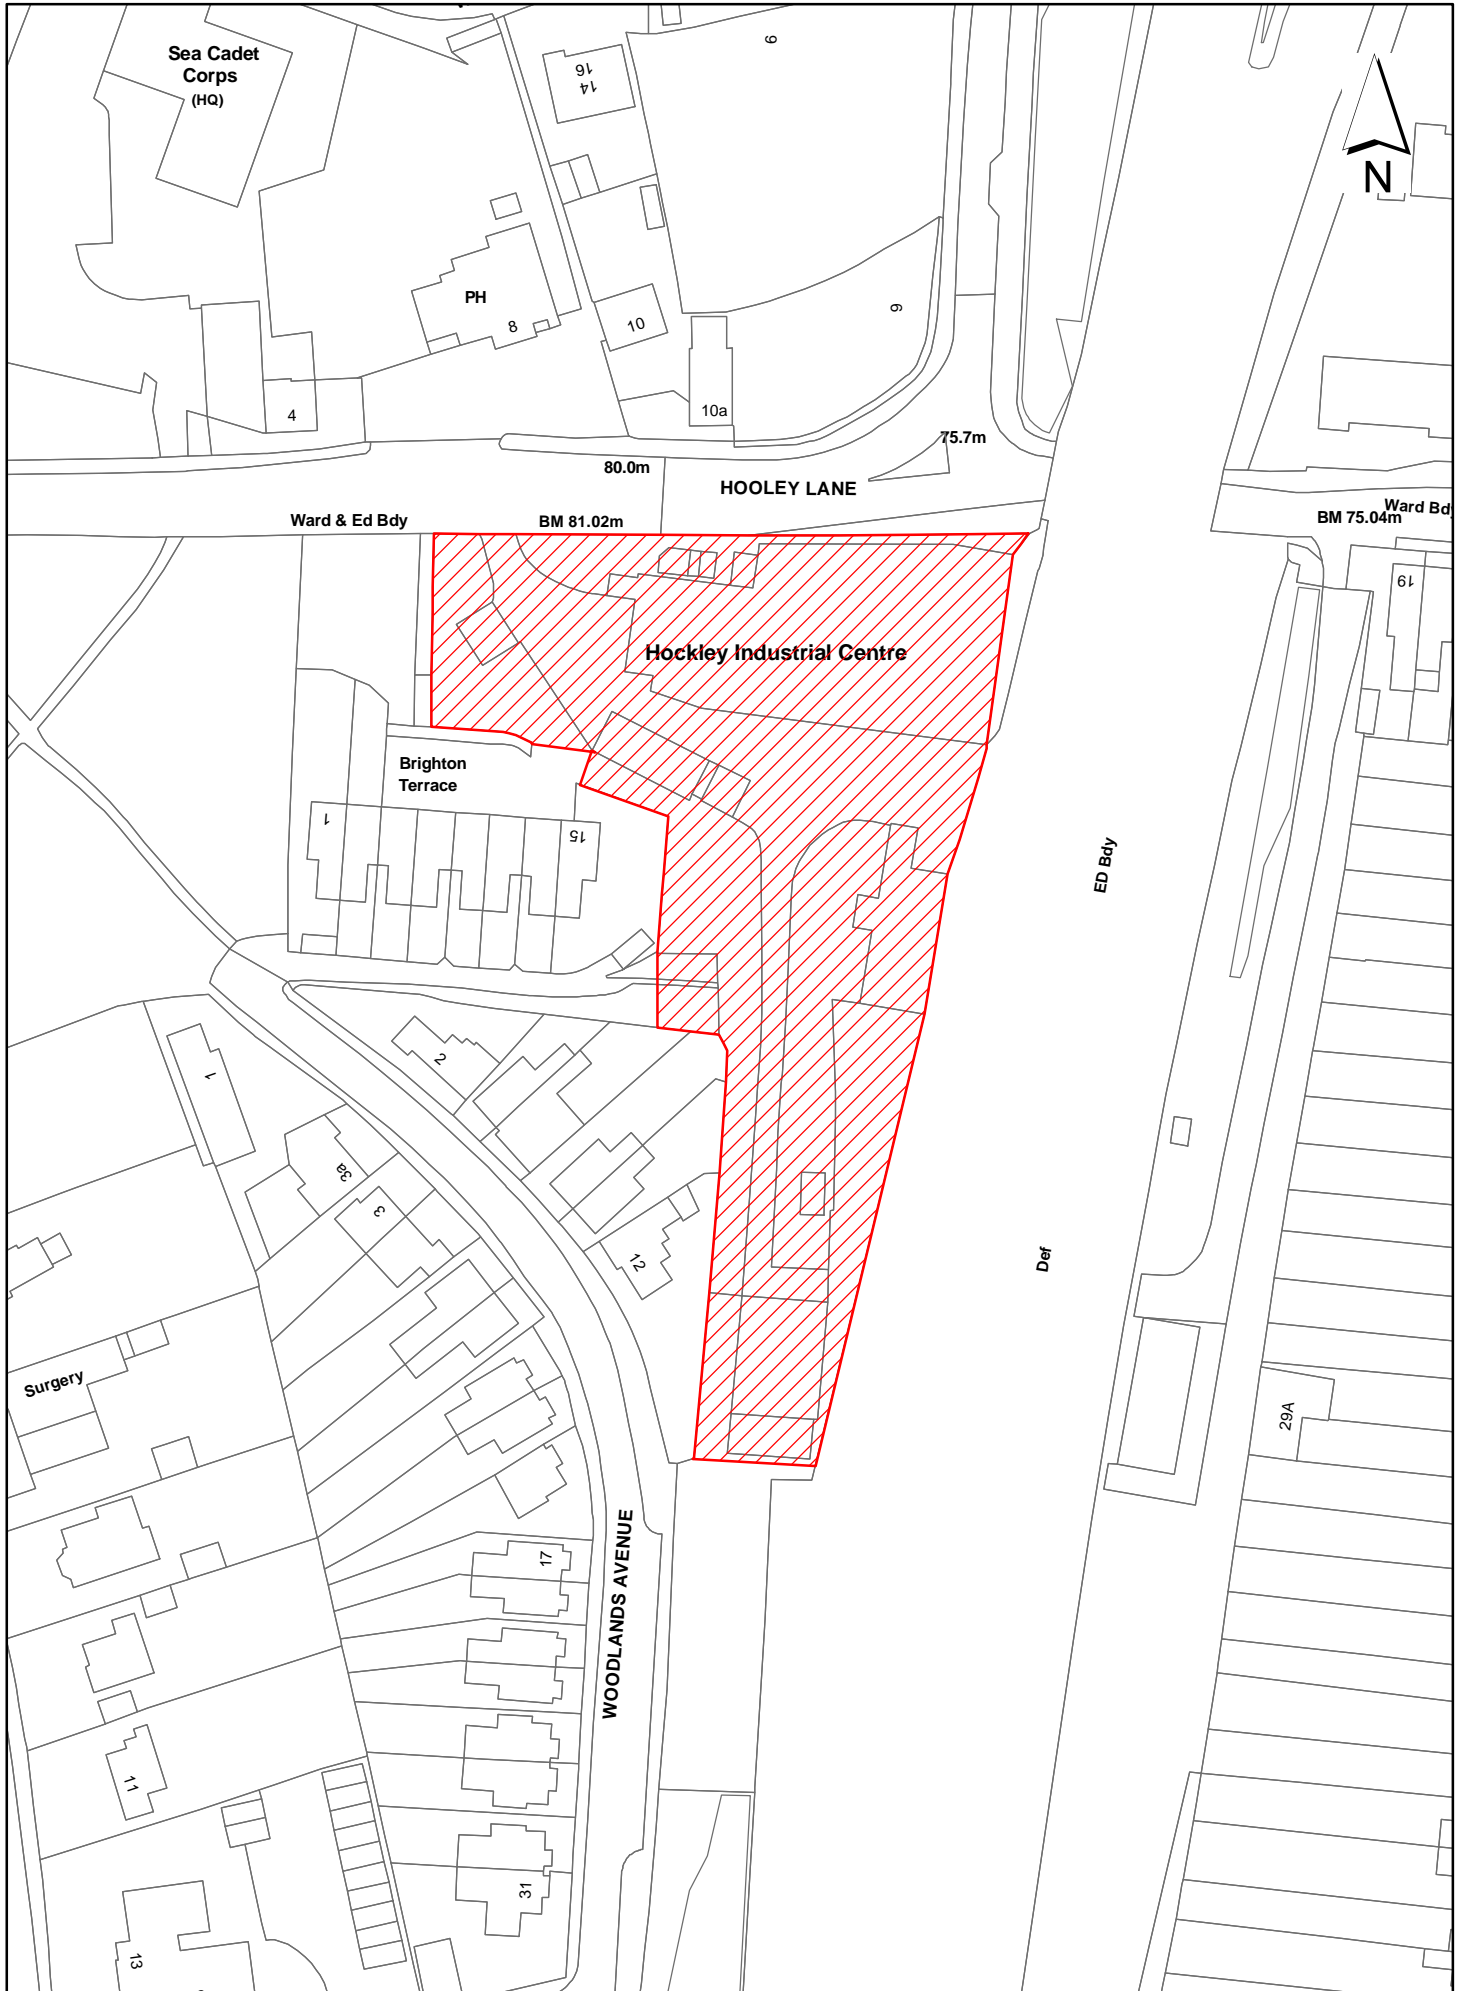 Sea Cadet
Corps
(HQ)
16
14
9
N
PH
8
10
10a
9
4
75.7m
80.0m
HOOLEY LANE
Ward & Ed Bdy
BM 81.02m
Ward Bdy
BM 75.04m
19
Hockley Industrial Centre
Brighton
Terrace
1
15
ED Bdy
2
1
3a
3
12
Def
Surgery
29A
17
WOODLANDS AVENUE
11
31
13